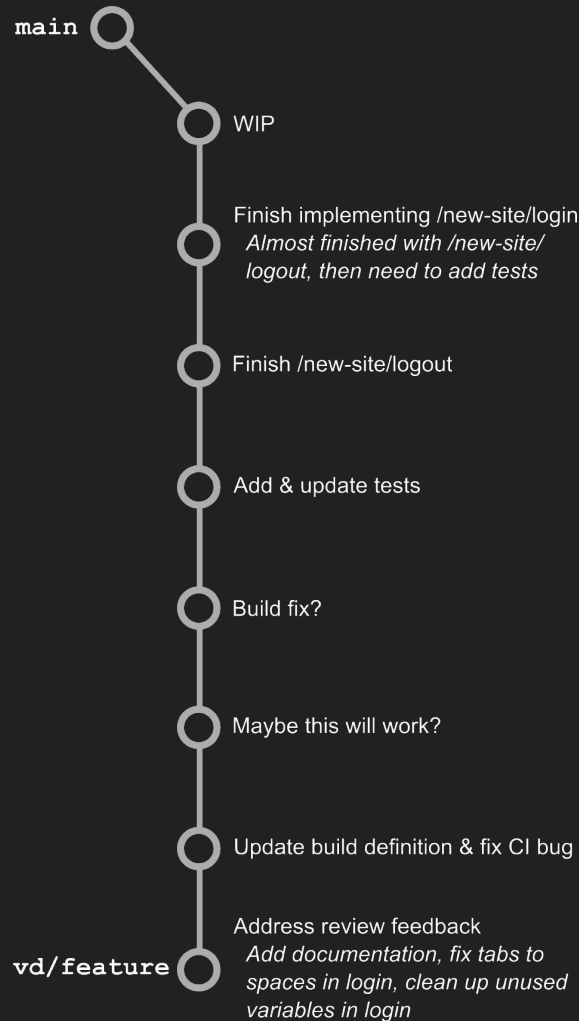 main
WIP
Finish implementing /new-site/login
Almost finished with /new-site/
logout, then need to add tests
Finish /new-site/logout
Add & update tests
Build fix?
Maybe this will work?
Update build definition & fix CI bug
Address review feedback
vd/feature
Add documentation, fix tabs to
spaces in login, clean up unused
variables in login